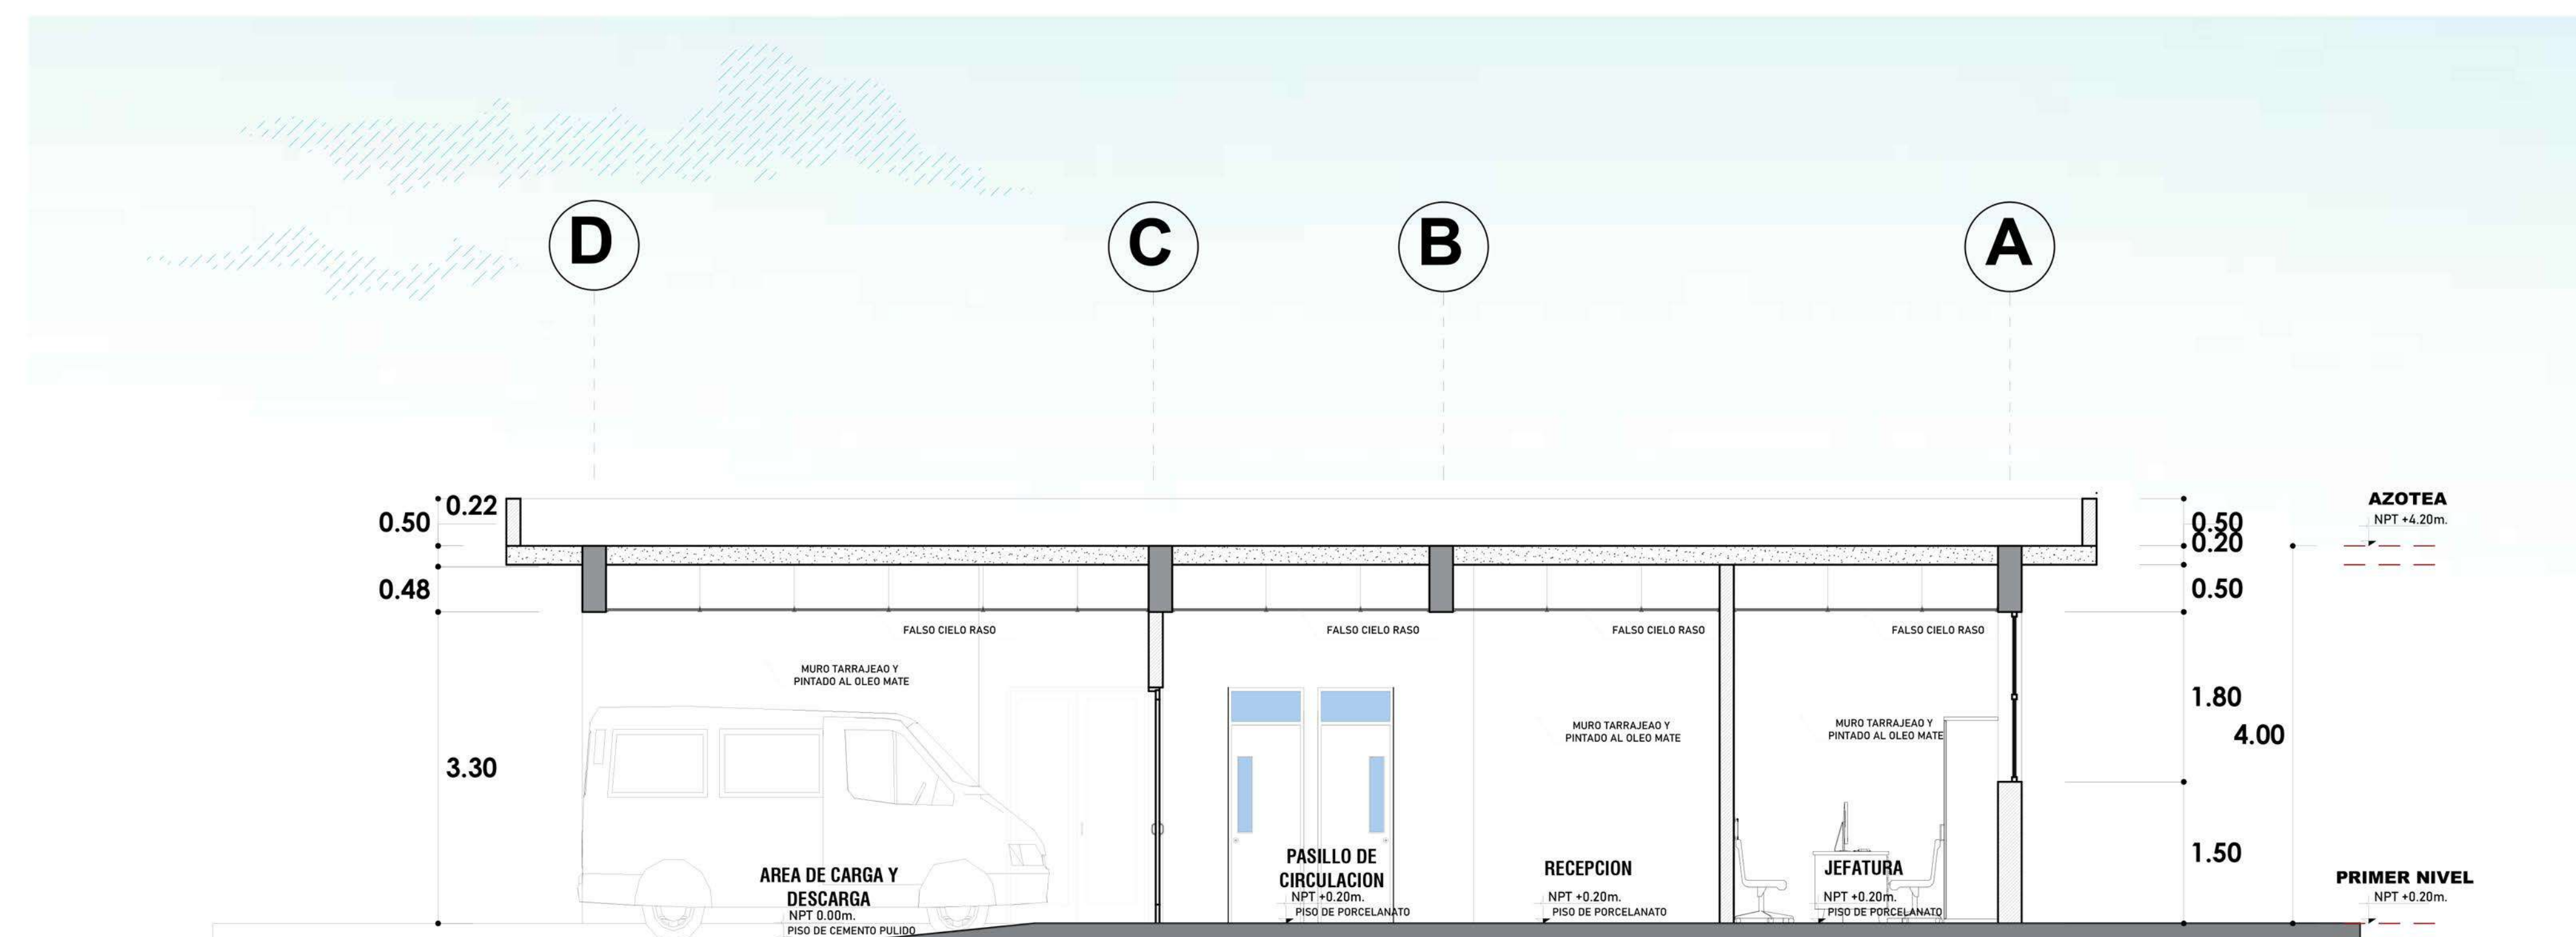 D
C
B
A
0.22
0.50
0.48
3.30
0.50
0.20
0.50
1.80
4.00
1.50
AZOTEA
NPT +4.20m.
PRIMER NIVEL
NPT +0.20m.
FALSO CIELO RASO
FALSO CIELO RASO
FALSO CIELO RASO
FALSO CIELO RASO
MURO TARRAJEAO Y
PINTADO AL OLEO MATE
MURO TARRAJEAO Y
PINTADO AL OLEO MATE
MURO TARRAJEAO Y
PINTADO AL OLEO MATE
AREA DE CARGA Y
DESCARGA
NPT 0.00m.
PISO DE CEMENTO PULIDO
PASILLO DE
CIRCULACION
NPT +0.20m.
PISO DE PORCELANATO
RECEPCION
NPT +0.20m.
PISO DE PORCELANATO
JEFATURA
NPT +0.20m.
PISO DE PORCELANATO